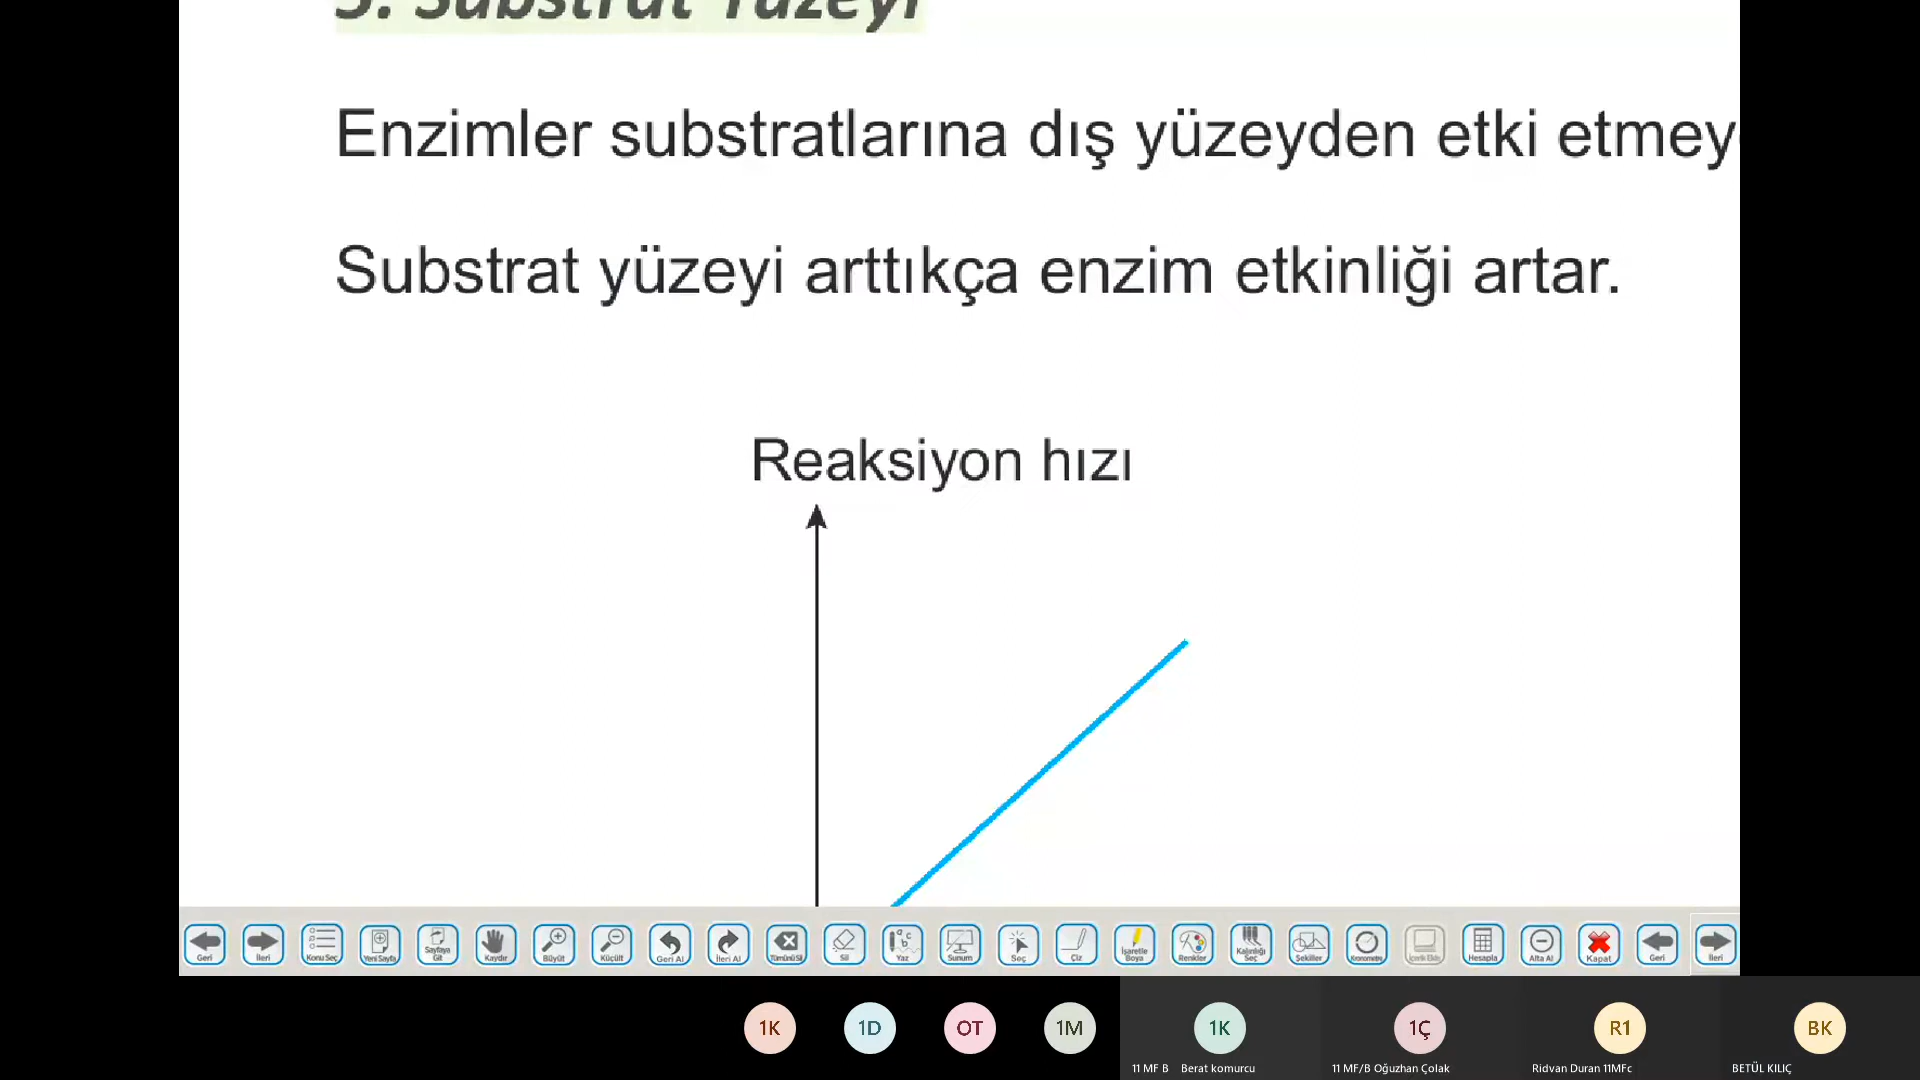 5. Substrat Yüzeyi
Enzimler substratlarına dış yüzeyden etki etmey
Substrat yüzeyi arttıkça enzim etkinliği artar.
Reaksiyon hızı
Geri İleri Konu Seç Yeni Sayfa Sayfaya Git Kaydır Büyüt Küçült Geri Al İleri Al Tümünü Sil Sil Yaz Sunum Seç Çiz İşaretle Boya Renkler Kalınlığı Seç Şekiller Kronometre İçerik Ekle Hesapla Alta Al Kapat Geri İleri
1K 1D OT 1M 1K 1Ç R1 BK
11 MF B Berat komurcu 11 MF/B Oğuzhan Çolak Ridvan Duran 11MFc BETÜL KILIÇ